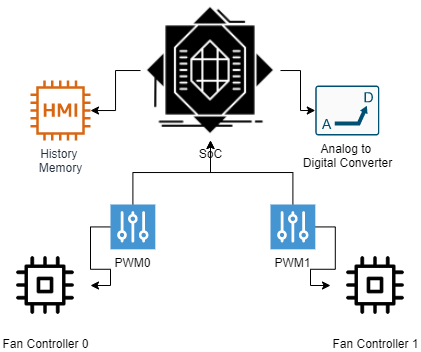 HMI
D
A
History
Memory
Analog to
Digital Converter
SoC
PWM0
PWM1
Fan Controller 0
Fan Controller 1